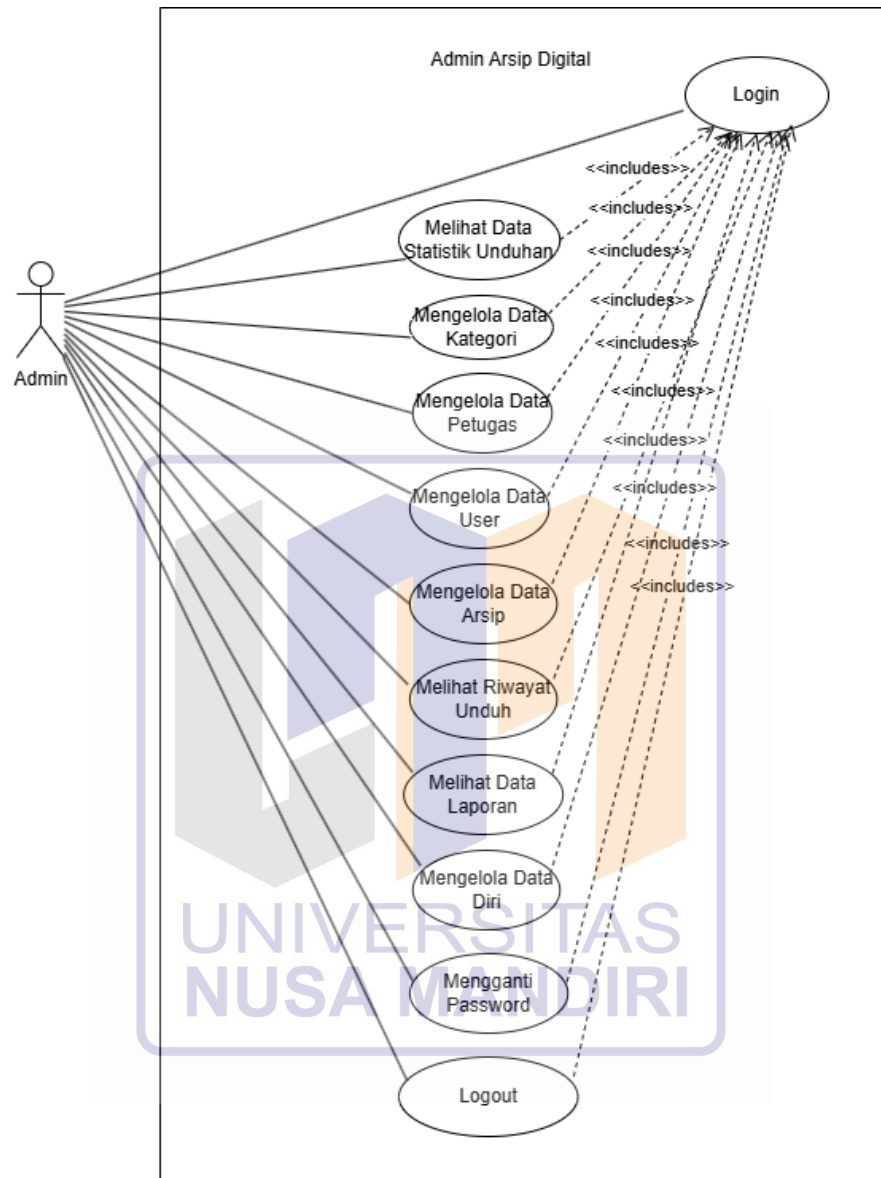 Admin Arsip Digital
Login
<<includes>>
<<includes>>
Melihat Data
Statistik Unduhan
<<includes>>
Admin
Mengelola Data
Kategori
<<includes>>
<<includes>>
Mengelola Data
Petugas
<<includes>>
<<includes>>
Mengelola Data
User
<<includes>>
<<includes>>
Mengelola Data
Arsip
<<includes>>
Melihat Riwayat
Unduh
Melihat Data
Laporan
Mengelola Data
Diri
UNIVERSITAS
NUSA MANDIRI
Mengganti
Password
Logout